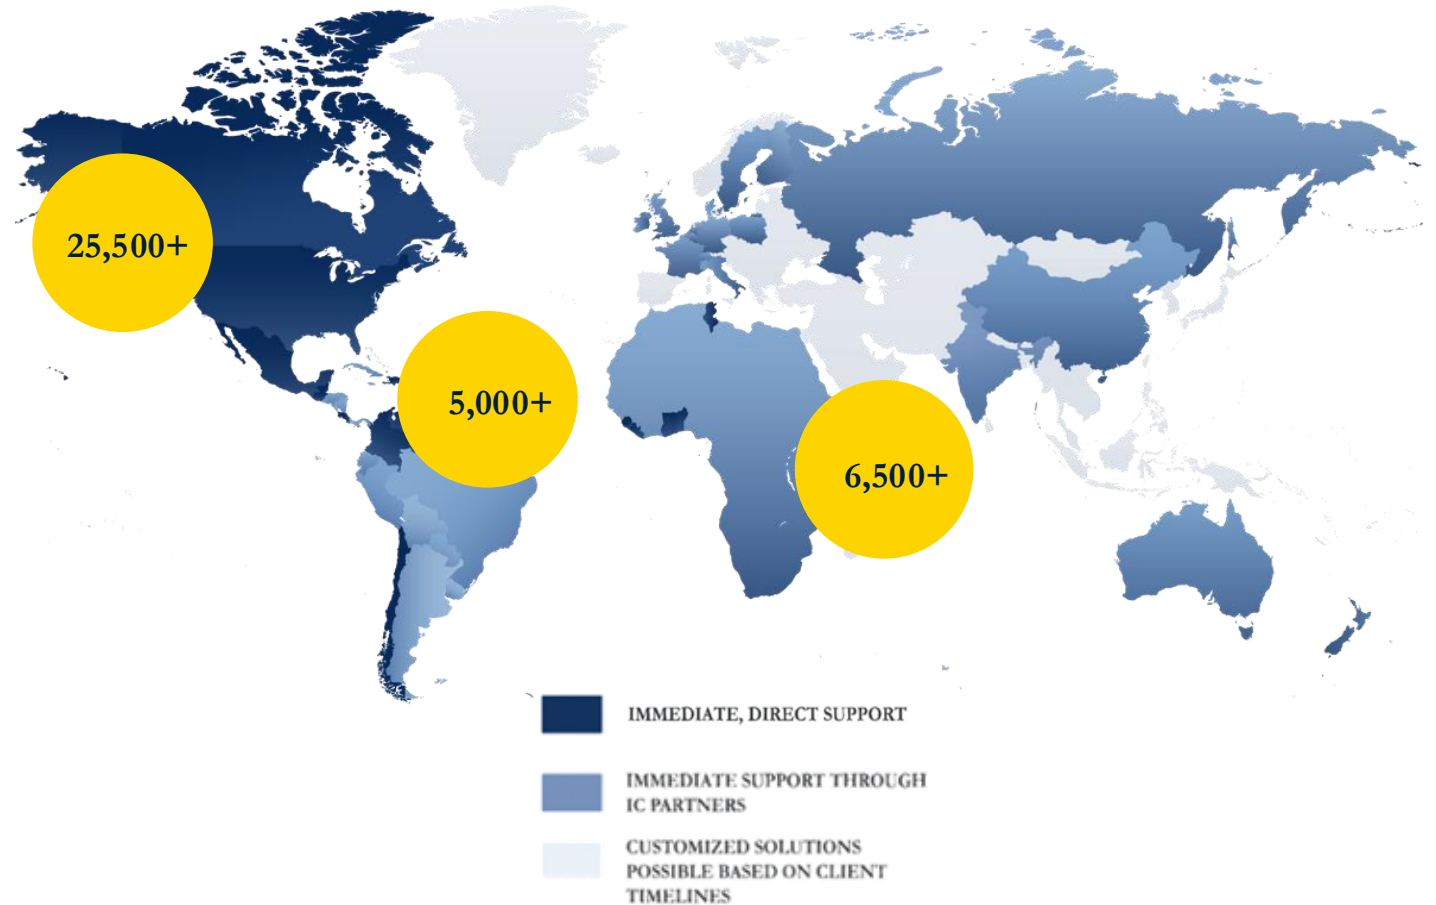 25,500+
5,000+
6,500+
IMMEDIATE, DIRECT SUPPORT
IMMEDIATE SUPPORT THROUGH
IC PARTNERS
CUSTOMIZED SOLUTIONS
POSSIBLE BASED ON CLIENT
TIMELINES